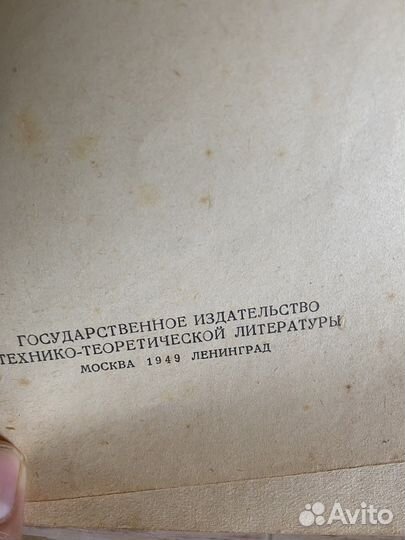 ГОСУДАРСТВЕННОЕ ИЗДАТЕЛЬСТВО
ТЕХНИКО-ТЕОРЕТИЧЕСКОЙ ЛИТЕРАТУРЫ
МОСКВА 1949 ЛЕНИНГРАД
Avito